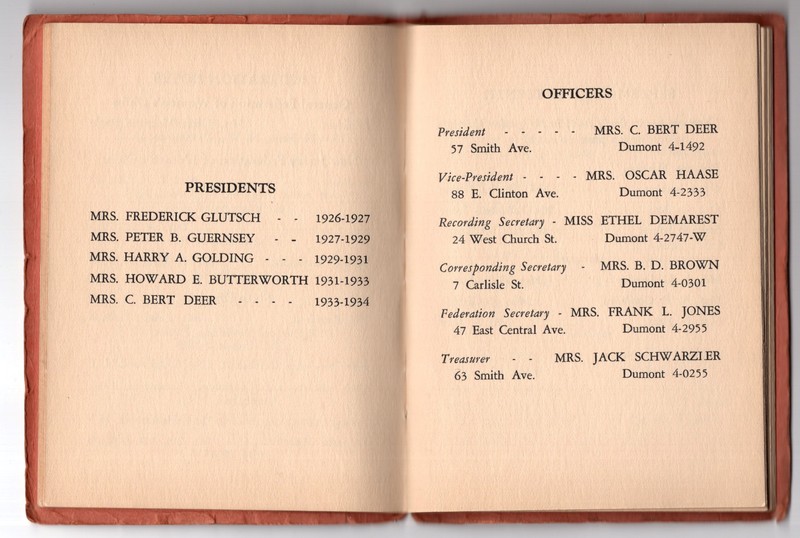 PRESIDENTS
MRS. FREDERICK GLUTSCH - - 1926-1927
MRS. PETER B. GUERNSEY - - 1927-1929
MRS. HARRY A. GOLDING - - - 1929-1931
MRS. HOWARD E. BUTTERWORTH 1931-1933
MRS. C. BERT DEER - - - - 1933-1934
OFFICERS
President - - - - - MRS. C. BERT DEER
57 Smith Ave. Dumont 4-1492
Vice-President - - - - MRS. OSCAR HAASE
88 E. Clinton Ave. Dumont 4-2333
Recording Secretary - MISS ETHEL DEMAREST
24 West Church St. Dumont 4-2747-W
Corresponding Secretary - MRS. B. D. BROWN
7 Carlisle St. Dumont 4-0301
Federation Secretary - MRS. FRANK L. JONES
47 East Central Ave. Dumont 4-2955
Treasurer - - MRS. JACK SCHWARZIER
63 Smith Ave. Dumont 4-0255